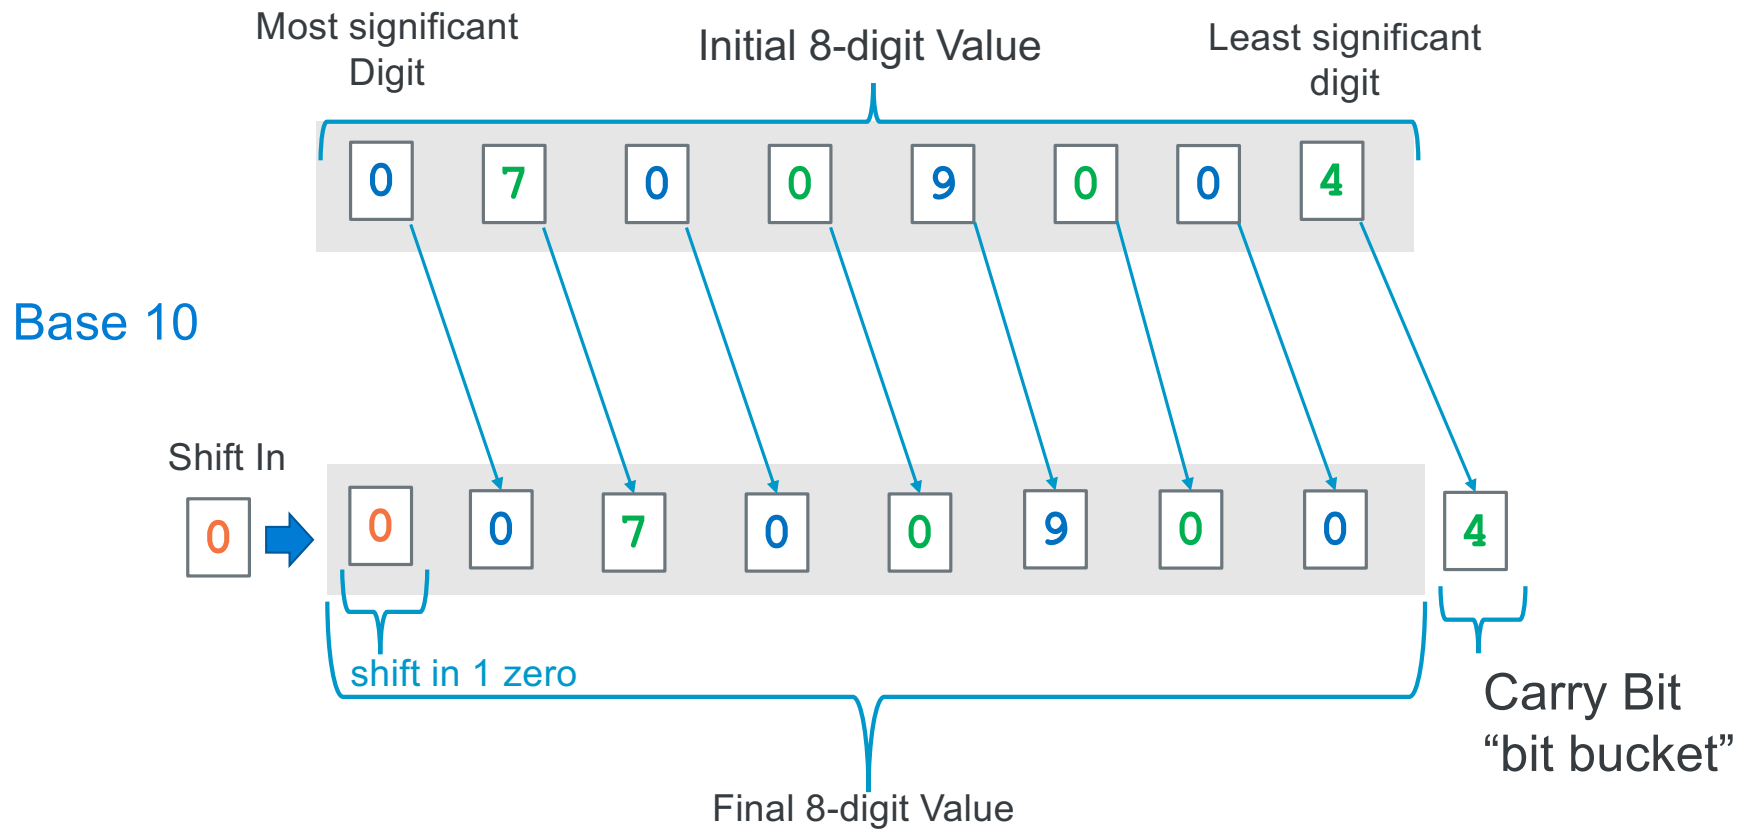 Most significant
Digit
Initial 8-digit Value
Least significant
digit
0 7 0 0 9 0 0 4
Base 10
Shift In
0 0 0 7 0 0 9 0 0 4
shift in 1 zero
Carry Bit
“bit bucket”
Final 8-digit Value